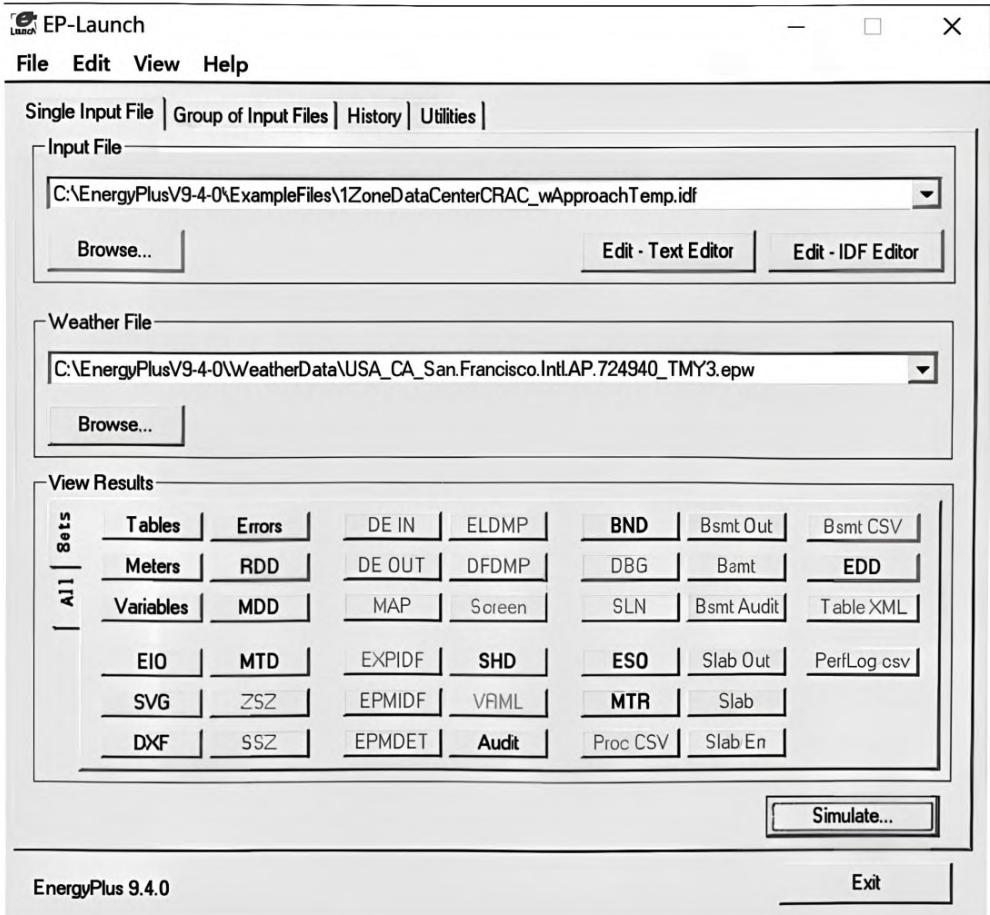 EP-Launch
File Edit View Help
Single Input File Group of Input Files History Utilities
Input File
C:\EnergyPlusV9-4-0\ExampleFiles\1ZoneDataCenterCRAC_wApproachTemp.idf
Browse... Edit - Text Editor Edit - IDF Editor
Weather File
C:\EnergyPlusV9-4-0\WeatherData\USA_CA_San.Francisco.Intl.AP.724940_TMY3.epw
Browse...
View Results
Sets
All
Tables Errors DE IN ELDMP BND Bsmt Out Bsmt CSV
Meters RDD DE OUT DFDMP DBG Bamt EDD
Variables MDD MAP Screen SLN Bsmt Audit Table XML
EIO MTD EXPIDF SHD ESO Slab Out PerfLog csv
SVG ZSZ EPMIDF VRML MTR Slab
DXF SSZ EPMDET Audit Proc CSV Slab En
Simulate...
EnergyPlus 9.4.0 Exit